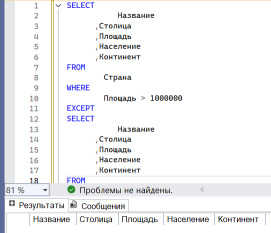 1 SELECT
2 Название
3 ,Столица
4 ,Площадь
5 ,Население
6 ,Континент
7 FROM
8 Страна
9 WHERE
10 Площадь > 1000000
11 EXCEPT
12 SELECT
13 Название
14 ,Столица
15 ,Площадь
16 ,Население
17 ,Континент
18 FROM
81 % Проблемы не найдены.
Результаты Сообщения
Название Столица Площадь Население Континент